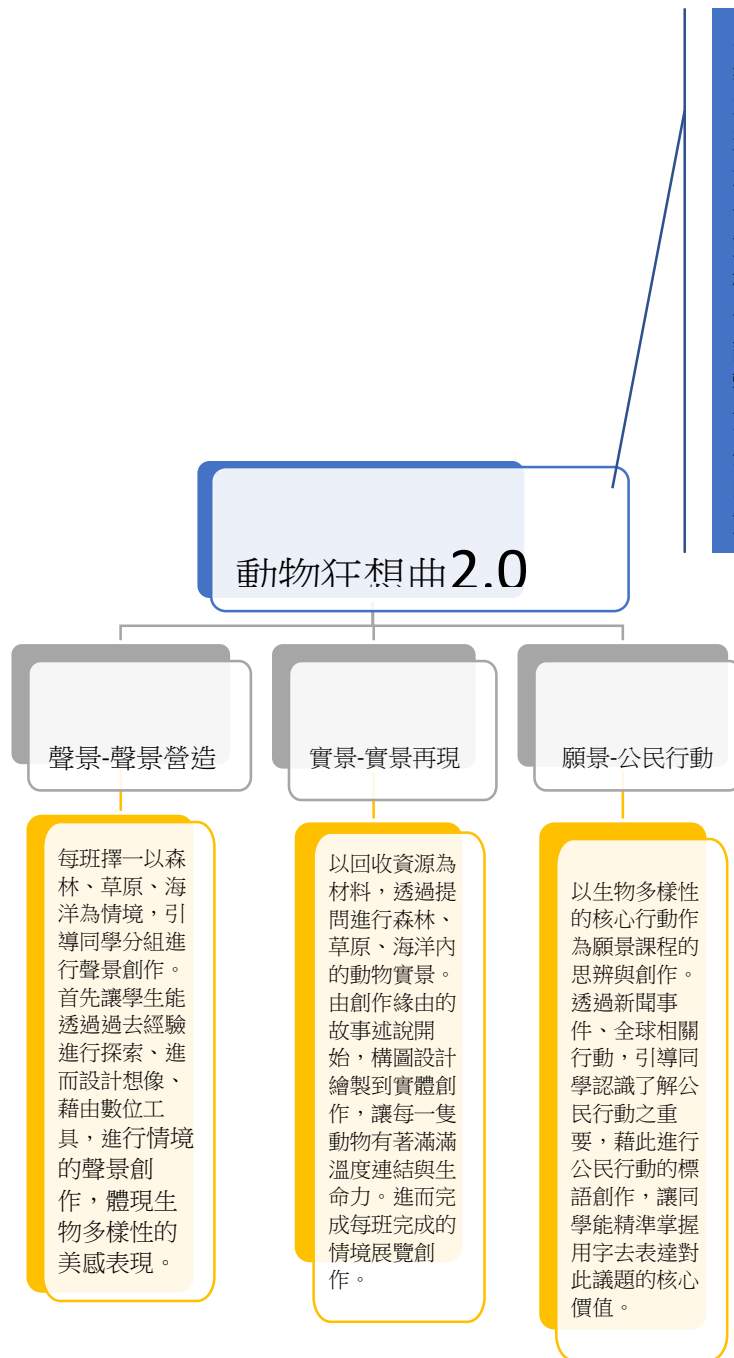 動物狂想曲2.0
聲景-聲景營造
實景-實景再現
願景-公民行動
每班擇一以森
林、草原、海
洋為情境，引
導同學分組進
行聲景創作。
首先讓學生能
透過過去經驗
進行探索、進
而設計想像、
藉由數位工
具，進行情境
的聲景創
作，體現生
物多樣性的
美感表現。
以回收資源為
材料，透過提
問進行森林、
草原、海洋內
的動物實景。
由創作緣由的
故事述說開
始，構圖設計
繪製到實體創
作，讓每一隻
動物有著滿滿
溫度連結與生
命力。進而完
成每班完成的
情境展覽創
作。
以生物多樣性
的核心行動作
為願景課程的
思辨與創作。
透過新聞事
件、全球相關
行動，引導同
學認識了解公
民行動之重
要，藉此進行
公民行動的標
語創作，讓同
學能精準掌握
用字去表達對
此議題的核心
價值。